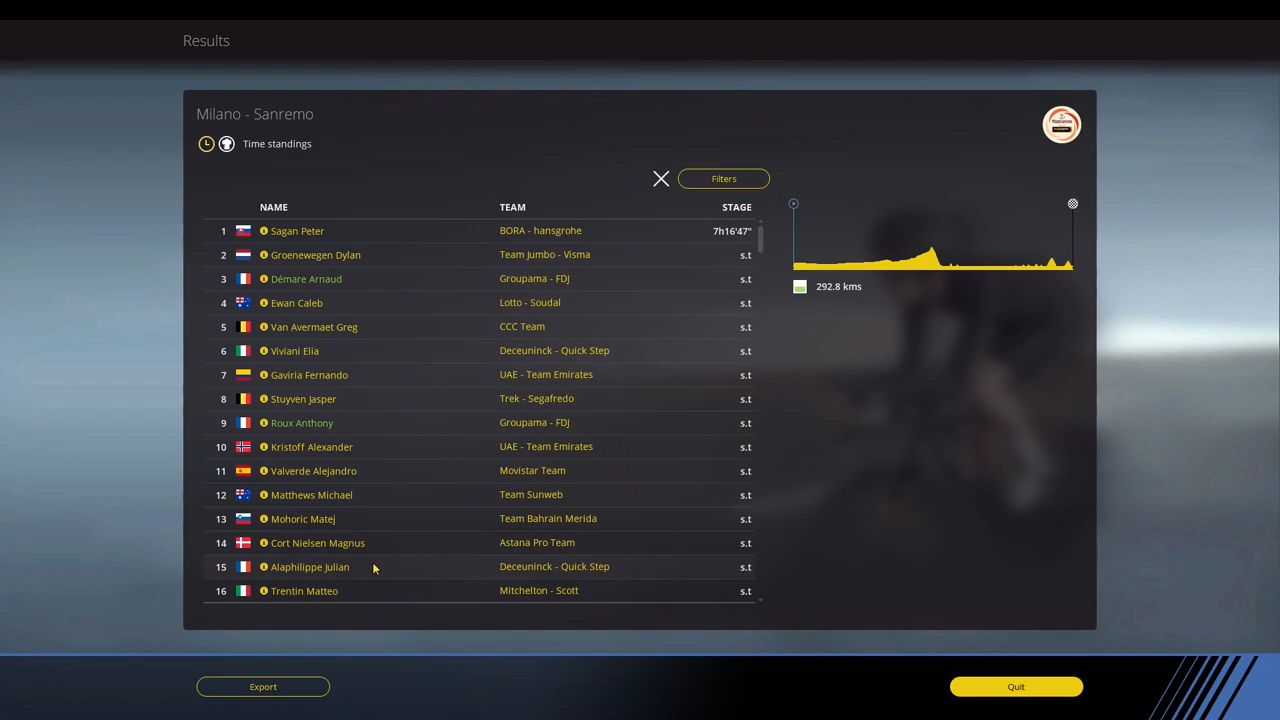 Results
Milano - Sanremo
Time standings
Filters
NAME TEAM STAGE
1 Sagan Peter BORA - hansgrohe 7h16'47"
2 Groenewegen Dylan Team Jumbo - Visma s.t
3 Démare Arnaud Groupama - FDJ s.t
4 Ewan Caleb Lotto - Soudal s.t
5 Van Avermaet Greg CCC Team s.t
6 Viviani Elia Deceuninck - Quick Step s.t
7 Gaviria Fernando UAE - Team Emirates s.t
8 Stuyven Jasper Trek - Segafredo s.t
9 Roux Anthony Groupama - FDJ s.t
10 Kristoff Alexander UAE - Team Emirates s.t
11 Valverde Alejandro Movistar Team s.t
12 Matthews Michael Team Sunweb s.t
13 Mohoric Matej Team Bahrain Merida s.t
14 Cort Nielsen Magnus Astana Pro Team s.t
15 Alaphilippe Julian Deceuninck - Quick Step s.t
16 Trentin Matteo Mitchelton - Scott s.t
292.8 kms
Export
Quit